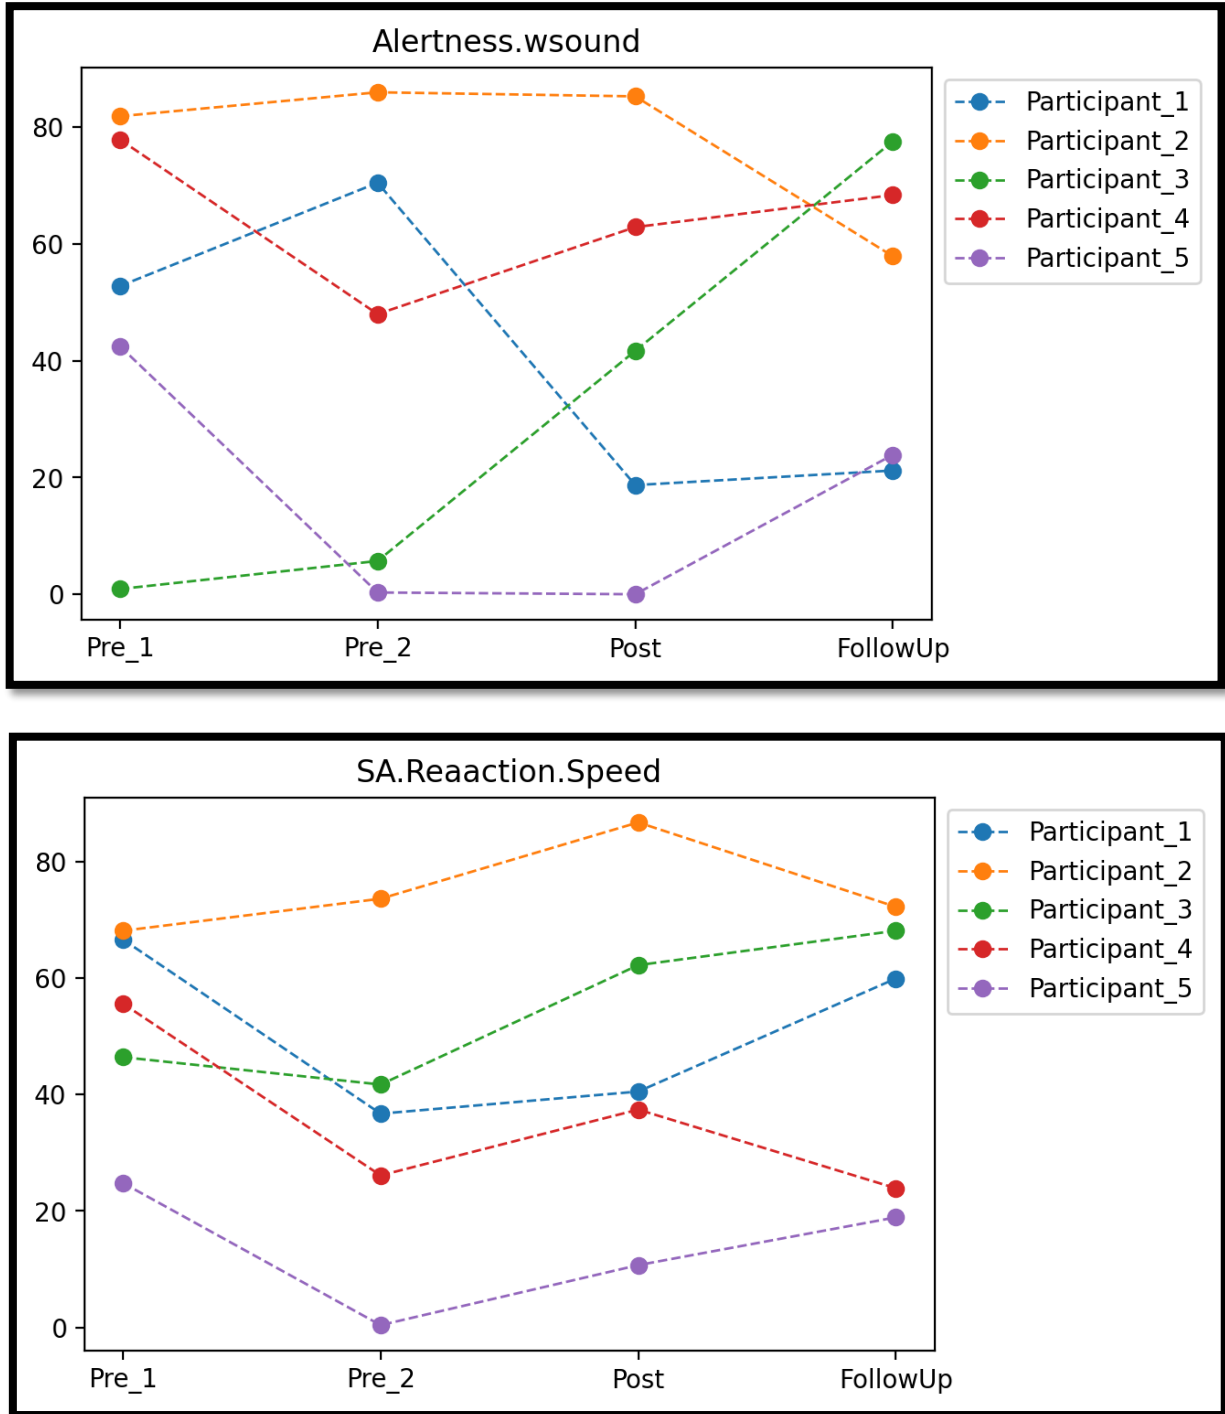 Alertness.wsound
80
60
40
20
0
Pre_1 Pre_2 Post FollowUp
Participant_1
Participant_2
Participant_3
Participant_4
Participant_5
SA.Reaaction.Speed
80
60
40
20
0
Pre_1 Pre_2 Post FollowUp
Participant_1
Participant_2
Participant_3
Participant_4
Participant_5